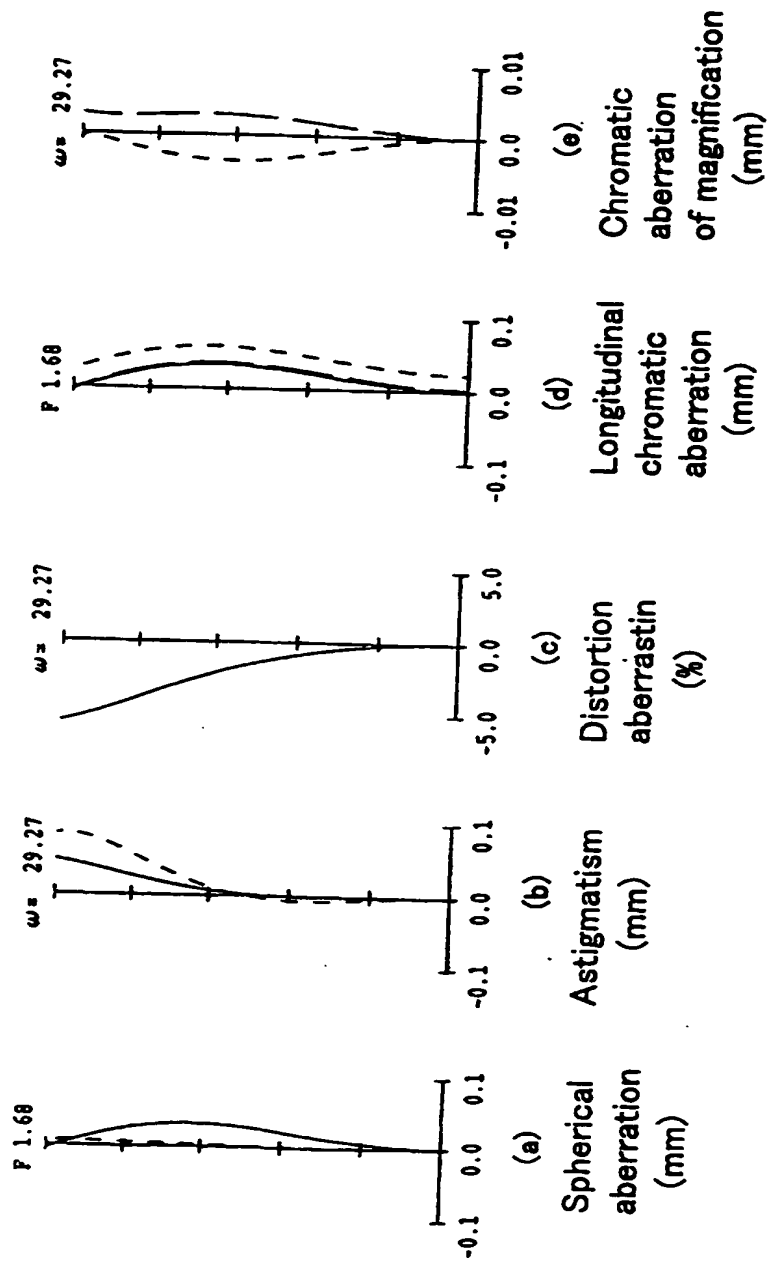 F 1.68
-0.1 0.0 0.1
(a)
Spherical
aberration
(mm)
ω= 29.27
-0.1 0.0 0.1
(b)
Astigmatism
(mm)
ω= 29.27
-5.0 0.0 5.0
(c)
Distortion
aberrastin
(%)
F 1.68
-0.1 0.0 0.1
(d)
Longitudinal
chromatic
aberration
(mm)
ω= 29.27
-0.01 0.0 0.01
(e)
Chromatic
aberration
of magnification
(mm)